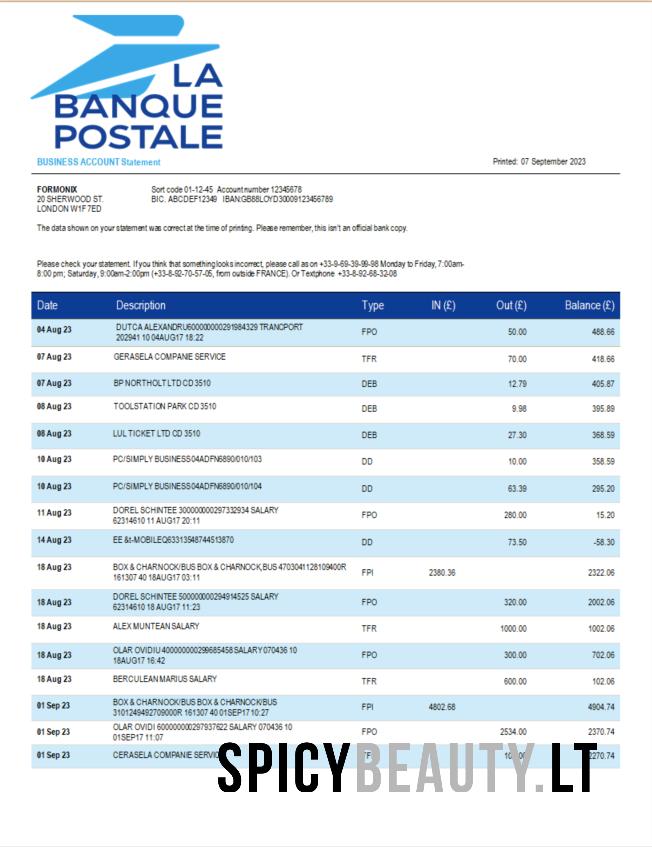 LA
BANQUE
POSTALE
BUSINESS ACCOUNT Statement Printed: 07 September 2023
FORMONIX Sort code 01-12-45 Account number 12345678
20 SHERWOOD ST. BIC. ABCDEF12349 IBAN:GB88LOYD30009123456789
LONDON W1F 7ED
The data shown on your statement was correct at the time of printing. Please remember, this isn't an official bank copy.
Please check your statement. If you think that something looks incorrect, please call as on +33-9-69-39-99-98 Monday to Friday, 7:00am-
8:00 pm; Saturday, 9:00am-2:00pm (+33-8-92-70-57-05, from outside FRANCE). Or Textphone +33-8-92-68-32-08
Date Description Type IN (£) Out (£) Balance (£)
04 Aug 23 DUTCA ALEXANDRU600000000291984329 TRANCPORT FPO 50.00 488.66
202941 10 04AUG17 18:22
07 Aug 23 GERASELA COMPANIE SERVICE TFR 70.00 418.66
07 Aug 23 BP NORTHOLT LTD CD 3510 DEB 12.79 405.87
08 Aug 23 TOOLSTATION PARK CD 3510 DEB 9.98 395.89
08 Aug 23 LUL TICKET LTD CD 3510 DEB 27.30 368.59
10 Aug 23 PC/SIMPLY BUSINESS04ADFN6890/010/103 DD 10.00 358.59
10 Aug 23 PC/SIMPLY BUSINESS04ADFN6890/010/104 DD 63.39 295.20
11 Aug 23 DOREL SCHINTEE 300000000297332934 SALARY FPO 280.00 15.20
62314610 11 AUG17 20:11
14 Aug 23 EE &t-MOBILEQ63313548744513870 DD 73.50 -58.30
18 Aug 23 BOX & CHARNOCK/BUS BOX & CHARNOCK,BUS 4703041128109400R FPI 2380.36 2322.06
161307 40 18AUG17 03:11
18 Aug 23 DOREL SCHINTEE 500000000294914525 SALARY FPO 320.00 2002.06
62314610 18 AUG17 11:23
18 Aug 23 ALEX MUNTEAN SALARY TFR 1000.00 1002.06
18 Aug 23 OLAR OVIDIU 400000000299685458 SALARY 070436 10 FPO 300.00 702.06
18AUG17 16:42
18 Aug 23 BERCULEAN MARIUS SALARY TFR 600.00 102.06
01 Sep 23 BOX & CHARNOCK/BUS BOX & CHARNOCK/BUS FPI 4802.68 4904.74
3101249492709000R 161307 40 01SEP17 10:27
01 Sep 23 OLAR OVIDI 600000000297937622 SALARY 070436 10 FPO 2534.00 2370.74
01SEP17 11:07
01 Sep 23 CERASELA COMPANIE 2270.74
SPICYBEAUTY.LT